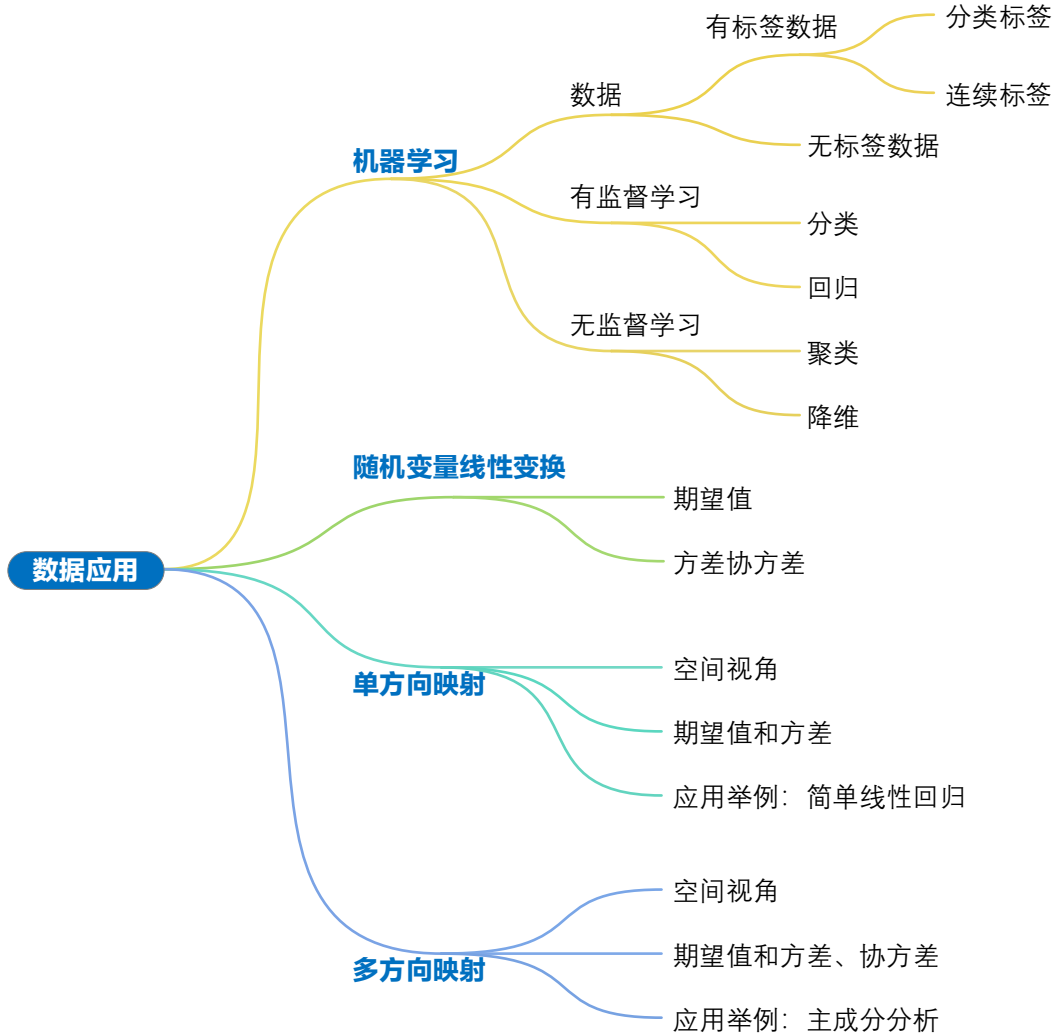 数据应用
机器学习
数据
有标签数据
分类标签
连续标签
无标签数据
有监督学习
分类
回归
无监督学习
聚类
降维
随机变量线性变换
期望值
方差协方差
单方向映射
空间视角
期望值和方差
应用举例：简单线性回归
多方向映射
空间视角
期望值和方差、协方差
应用举例：主成分分析